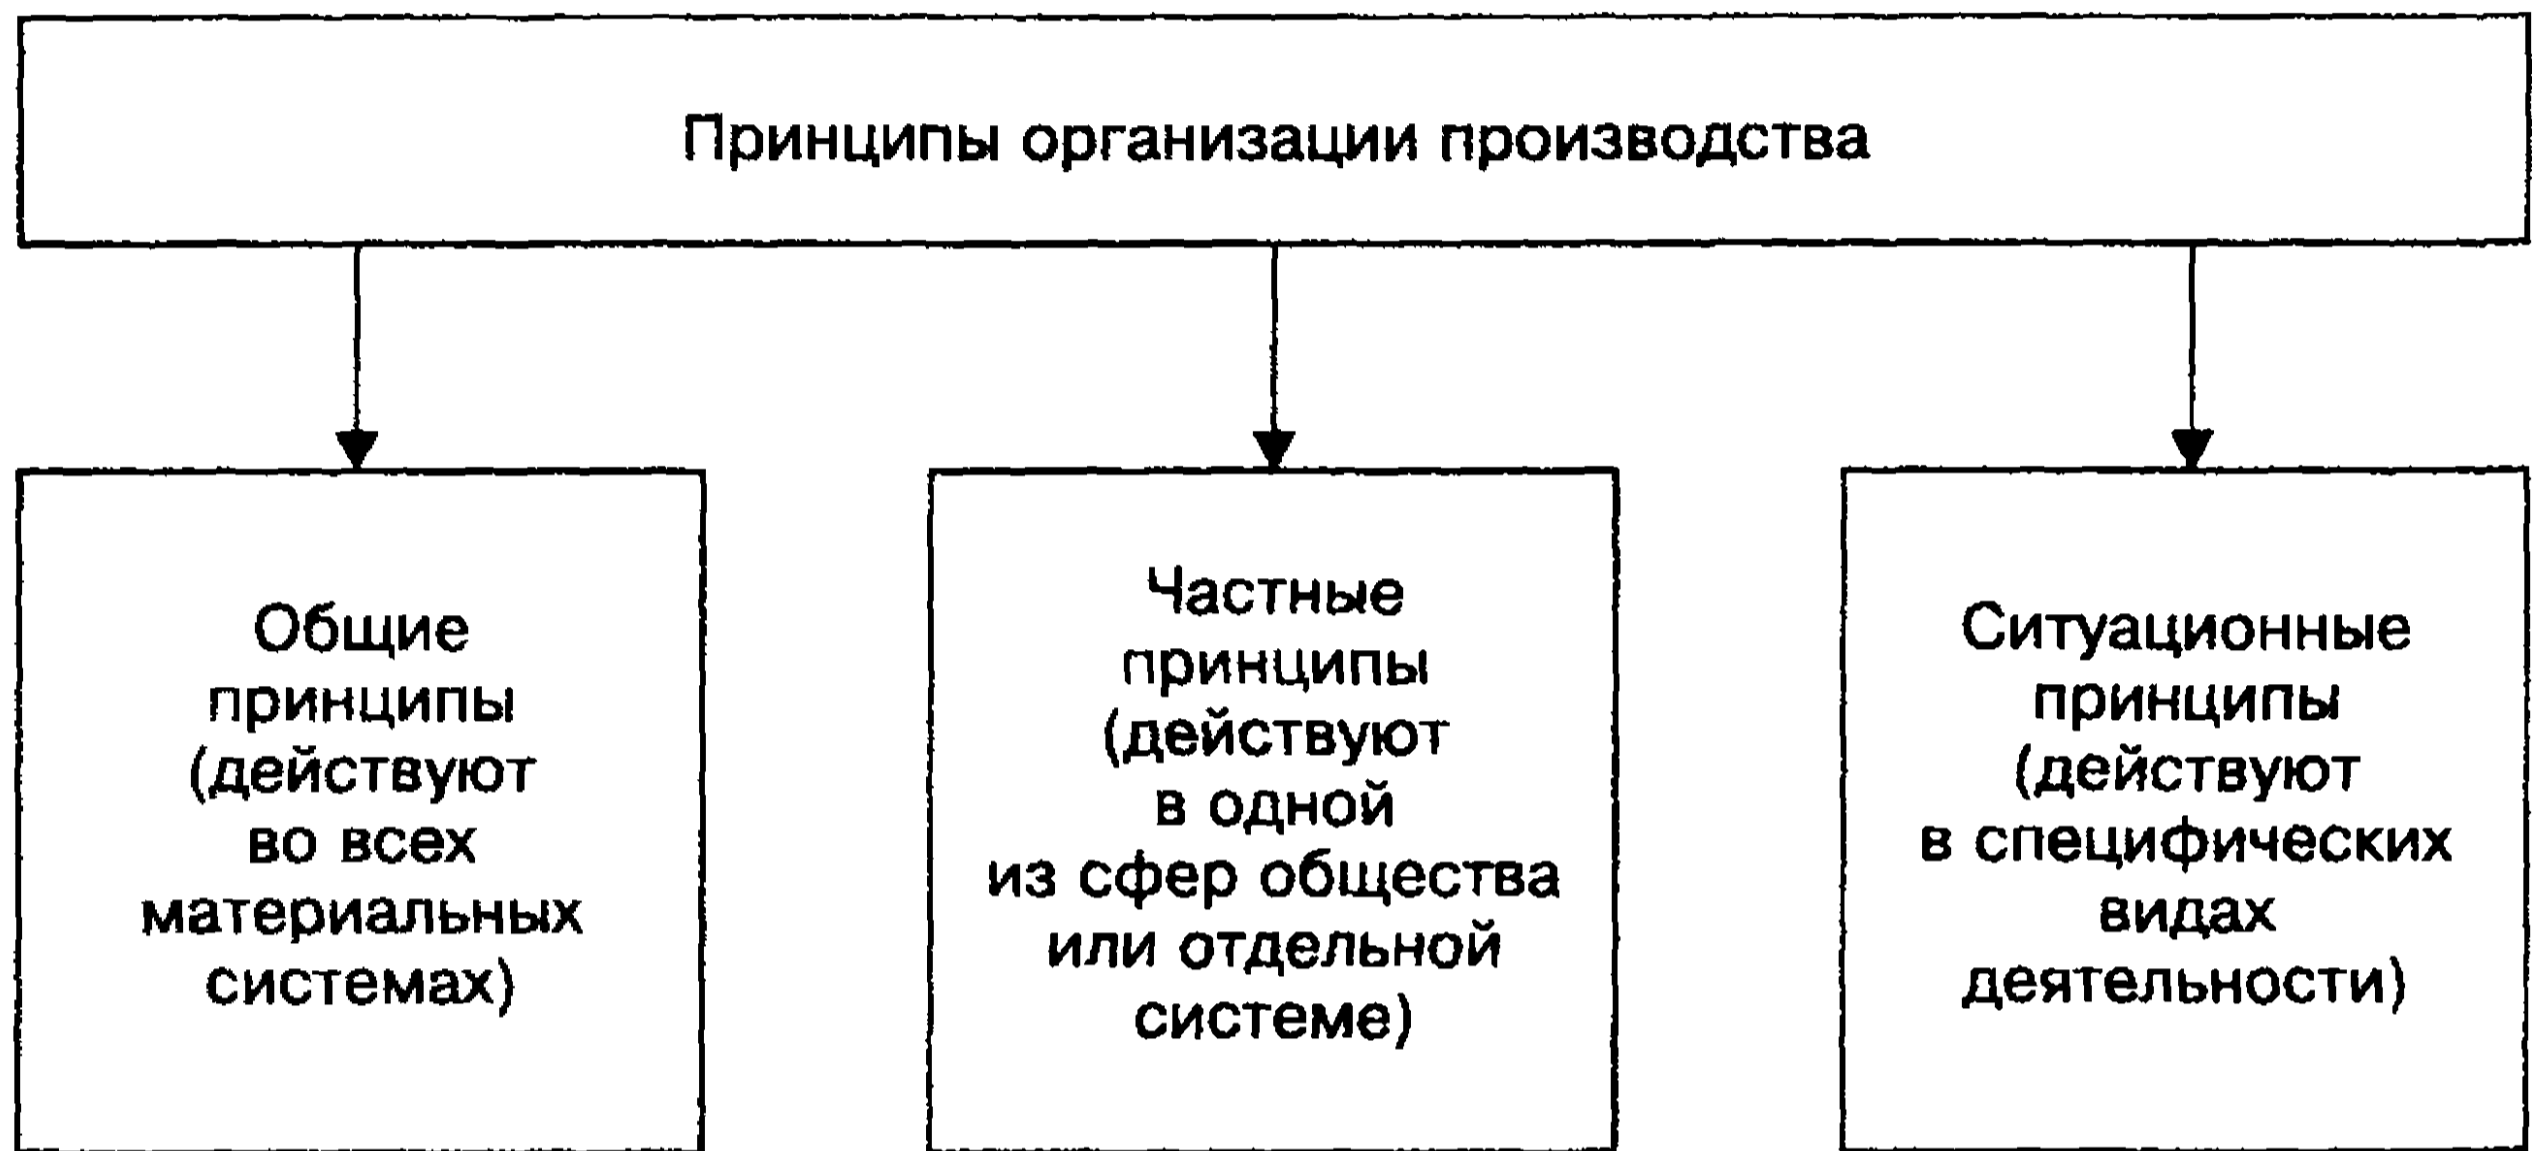 Принципы организации производства
Общие
принципы
(действуют
во всех
материальных
системах)
Частные
принципы
(действуют
в одной
из сфер общества
или отдельной
системе)
Ситуационные
принципы
(действуют
в специфических
видах
деятельности)